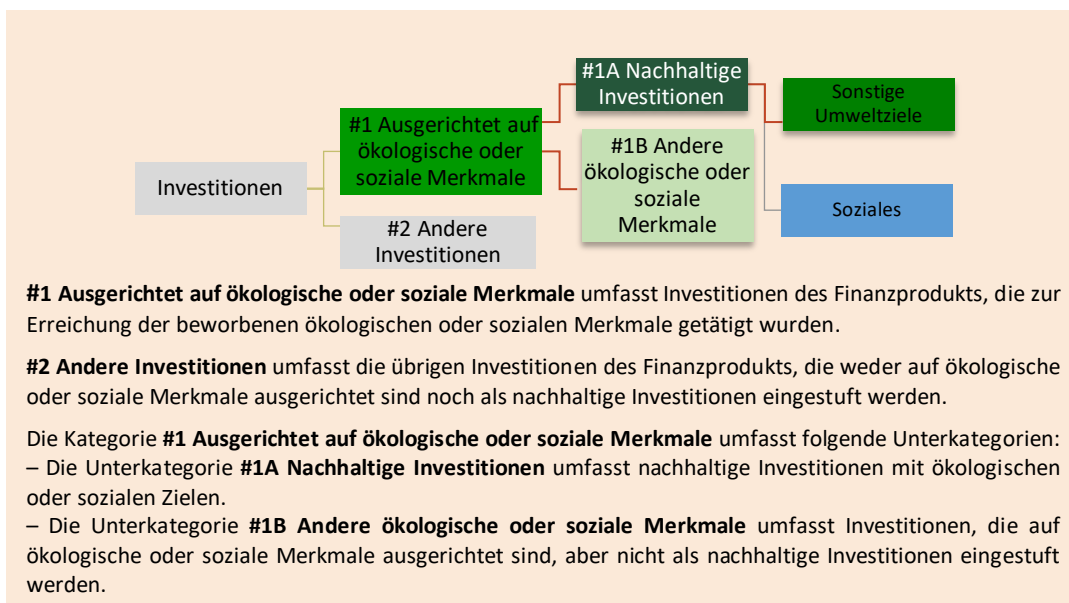 #1A Nachhaltige
Investitionen
Sonstige
Umweltziele
#1 Ausgerichtet auf
ökologische oder
soziale Merkmale
#1B Andere
ökologische oder
soziale
Merkmale
Investitionen
Soziales
#2 Andere
Investitionen
#1 Ausgerichtet auf ökologische oder soziale Merkmale umfasst Investitionen des Finanzprodukts, die zur
Erreichung der beworbenen ökologischen oder sozialen Merkmale getätigt wurden.
#2 Andere Investitionen umfasst die übrigen Investitionen des Finanzprodukts, die weder auf ökologische
oder soziale Merkmale ausgerichtet sind noch als nachhaltige Investitionen eingestuft werden.
Die Kategorie #1 Ausgerichtet auf ökologische oder soziale Merkmale umfasst folgende Unterkategorien:
– Die Unterkategorie #1A Nachhaltige Investitionen umfasst nachhaltige Investitionen mit ökologischen
oder sozialen Zielen.
– Die Unterkategorie #1B Andere ökologische oder soziale Merkmale umfasst Investitionen, die auf
ökologische oder soziale Merkmale ausgerichtet sind, aber nicht als nachhaltige Investitionen eingestuft
werden.